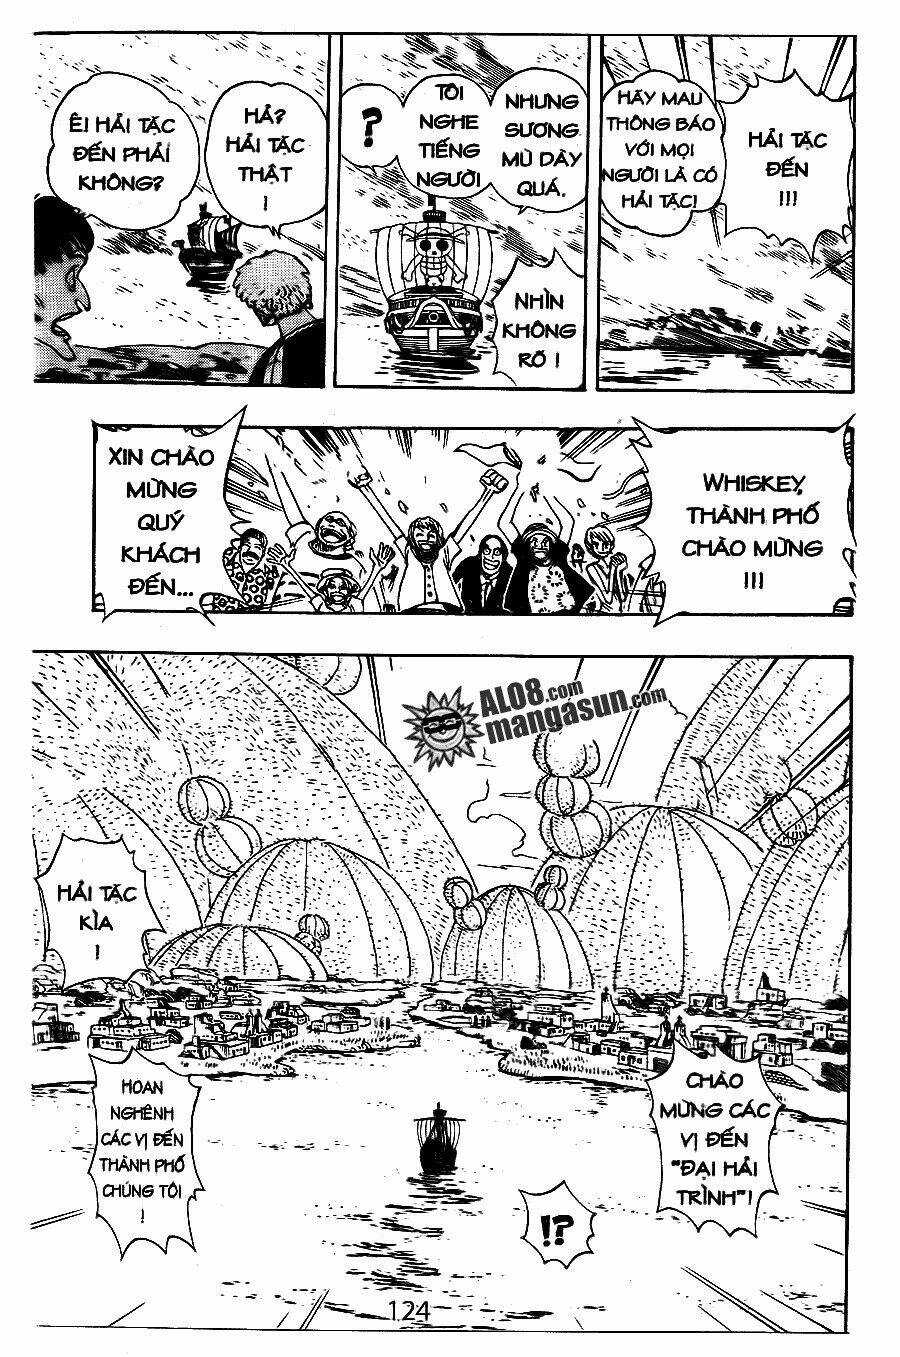 HẢI TẶC
ĐẾN
!!!
HÃY MAU
THÔNG BÁO
VỚI MỌI
NGƯỜI LÀ CÓ
HẢI TẶC!
NHƯNG
SƯƠNG
MÙ DÀY
QUÁ.
TÔI
NGHE
TIẾNG
NGƯỜI
?
NHÌN
KHÔNG
RÕ !
HẢ?
HẢI TẶC
THẬT
!
ÊI HẢI TẶC
ĐẾN PHẢI
KHÔNG?
WHISKEY,
THÀNH PHỐ
CHÀO MỪNG
!!!
XIN CHÀO
MỪNG
QUÝ
KHÁCH
ĐẾN...
ALO8.com
mangasun.com
HẢI TẶC
KÌA
!
CHÀO
MỪNG CÁC
VỊ ĐẾN
"ĐẠI HẢI
TRÌNH"!
HOAN
NGHÊNH
CÁC VỊ ĐẾN
THÀNH PHỐ
CHÚNG TÔI
!
!?
124